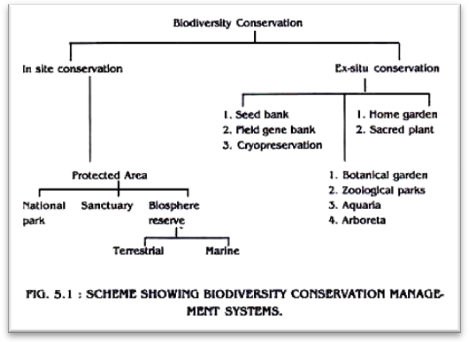 Biodiversity Conservation
In site conservation
Ex-situ conservation
1. Seed bank
2. Field gene bank
3. Cryopreservation
1. Home garden
2. Sacred plant
Protected Area
National park
Sanctuary
Biosphere reserve
Terrestrial
Marine
1. Botanical garden
2. Zoological parks
3. Aquaria
4. Arboreta
FIG. 5.1 : SCHEME SHOWING BIODIVERSITY CONSERVATION MANAGE-
MENT SYSTEMS.